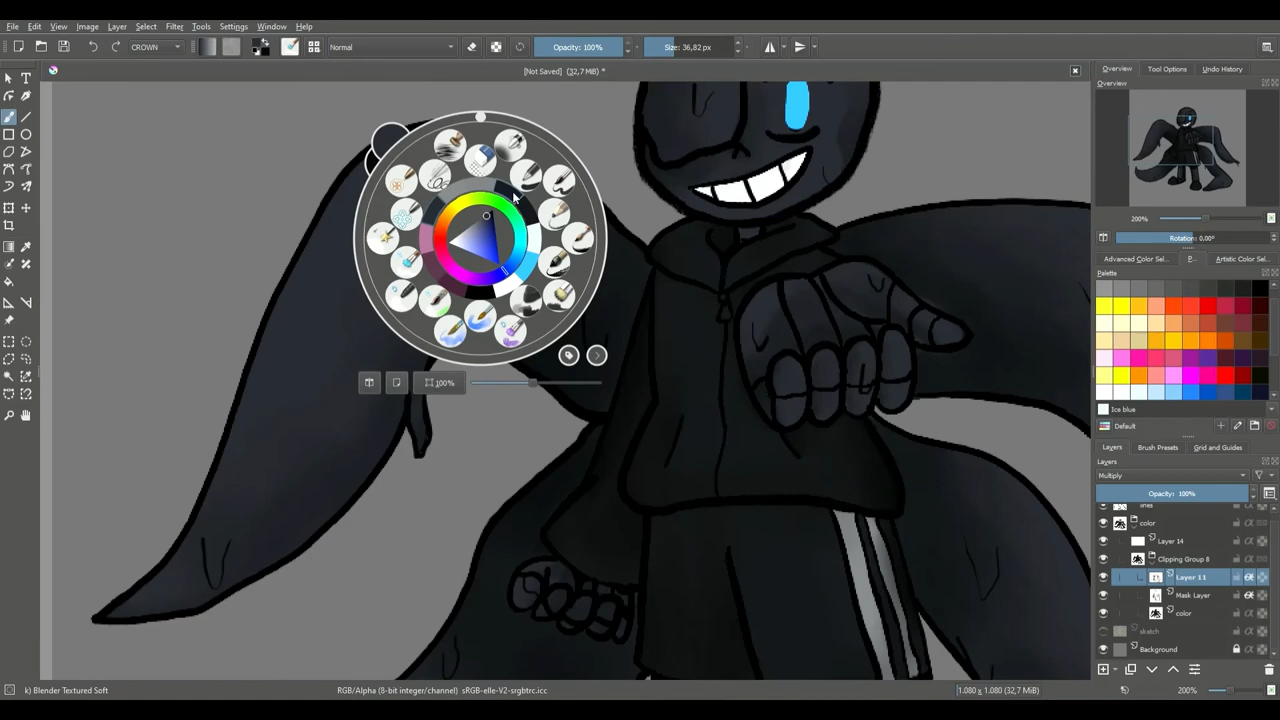 File Edit View Image Layer Select Filter Tools Settings Window Help
CROWN Normal Opacity: 100% Size: 36,82 px
[Not Saved] (32,7 MiB) *
Overview Tool Options Undo History
Overview
200%
Rotation: 0,00°
Advanced Color Sel... P... Artistic Color Sel...
Palette
Ice blue
Default
Layers Brush Presets Grid and Guides
Layers
Multiply
Opacity: 100%
lines
color
Layer 14
Clipping Group 8
Layer 11
Mask Layer
color
skatch
Background
100%
k) Blender Textured Soft RGB/Alpha (8-bit integer/channel) sRGB-elle-V2-srgbtrc.icc 1.080 x 1.080 (32,7 MiB) 200%